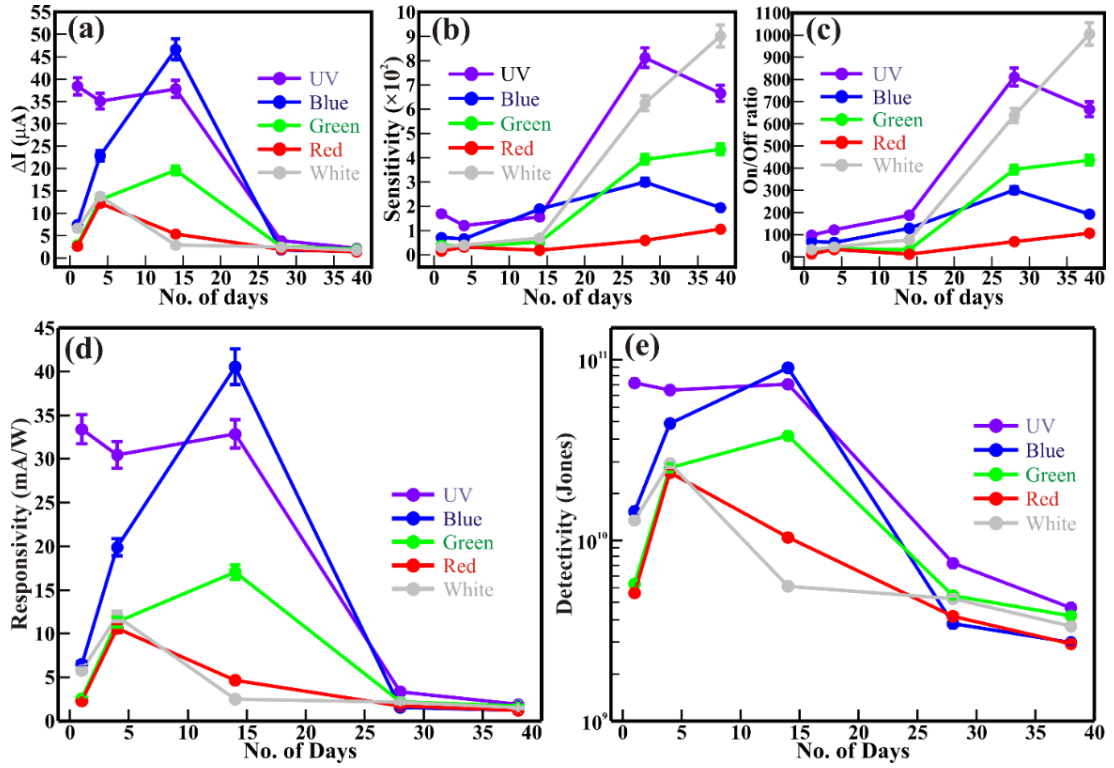 (a)
ΔI (μA)
55
50
45
40
35
30
25
20
15
10
5
0
UV
Blue
Green
Red
White
0 5 10 15 20 25 30 35 40
No. of days
(b)
Sensitivity (×10²)
10
9
8
7
6
5
4
3
2
1
0
UV
Blue
Green
Red
White
0 5 10 15 20 25 30 35 40
No. of days
(c)
On/Off ratio
1100
1000
900
800
700
600
500
400
300
200
100
0
UV
Blue
Green
Red
White
0 5 10 15 20 25 30 35 40
No. of days
(d)
Responsivity (mA/W)
45
40
35
30
25
20
15
10
5
0
UV
Blue
Green
Red
White
0 5 10 15 20 25 30 35 40
No. of Days
(e)
Detectivity (Jones)
10¹¹
10¹⁰
10⁹
UV
Blue
Green
Red
White
0 5 10 15 20 25 30 35 40
No. of Days